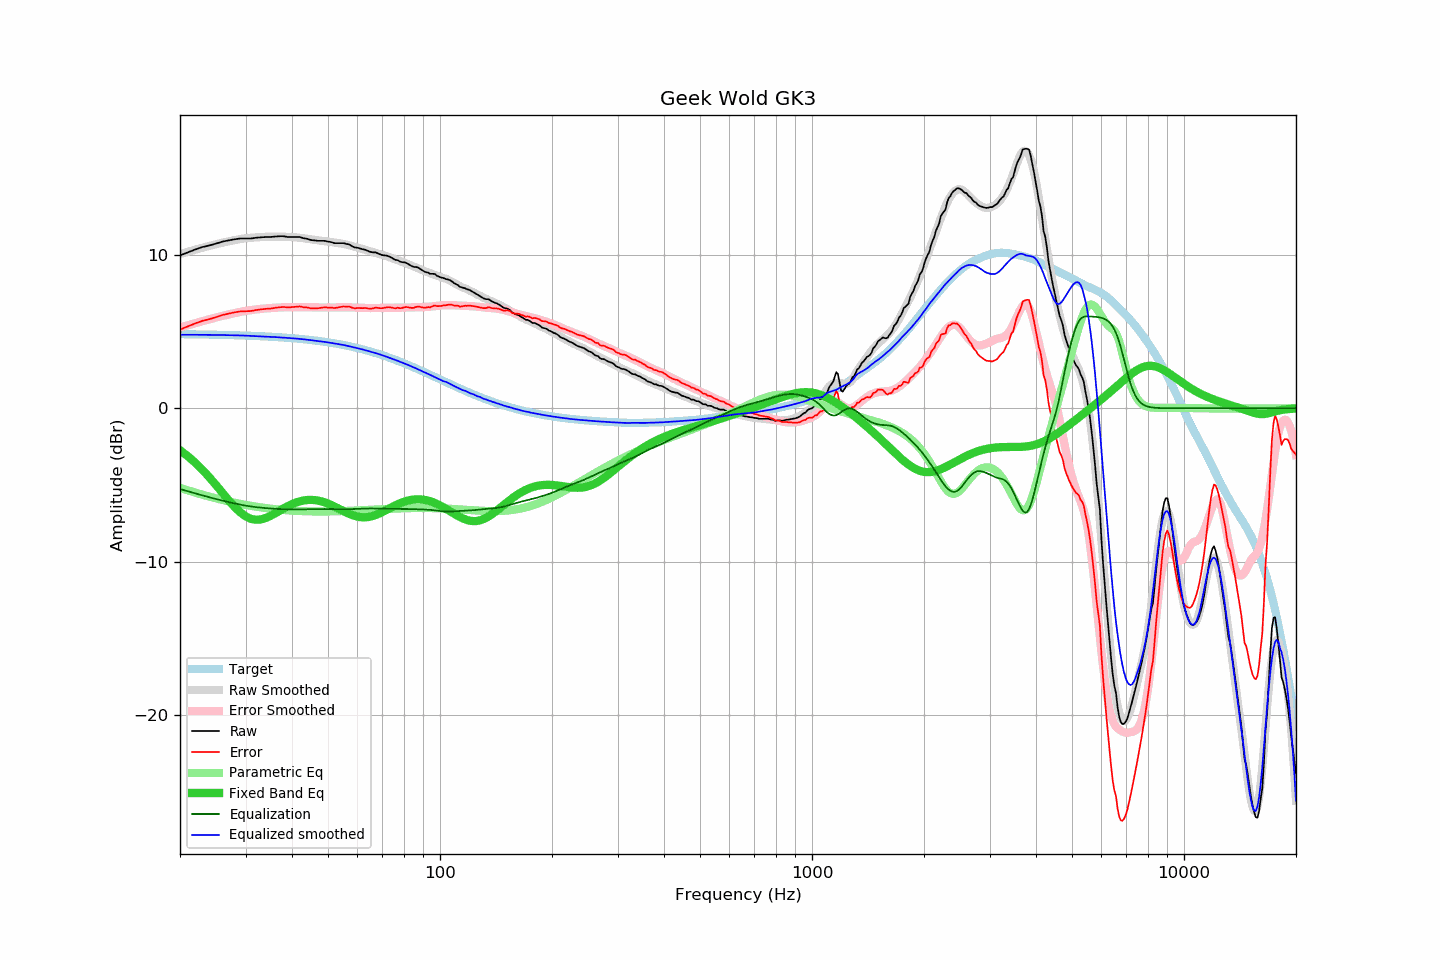 Geek Wold GK3
Amplitude (dBr)
10
0
−10
−20
Target
Raw Smoothed
Error Smoothed
Raw
Error
Parametric Eq
Fixed Band Eq
Equalization
Equalized smoothed
100
1000
10000
Frequency (Hz)